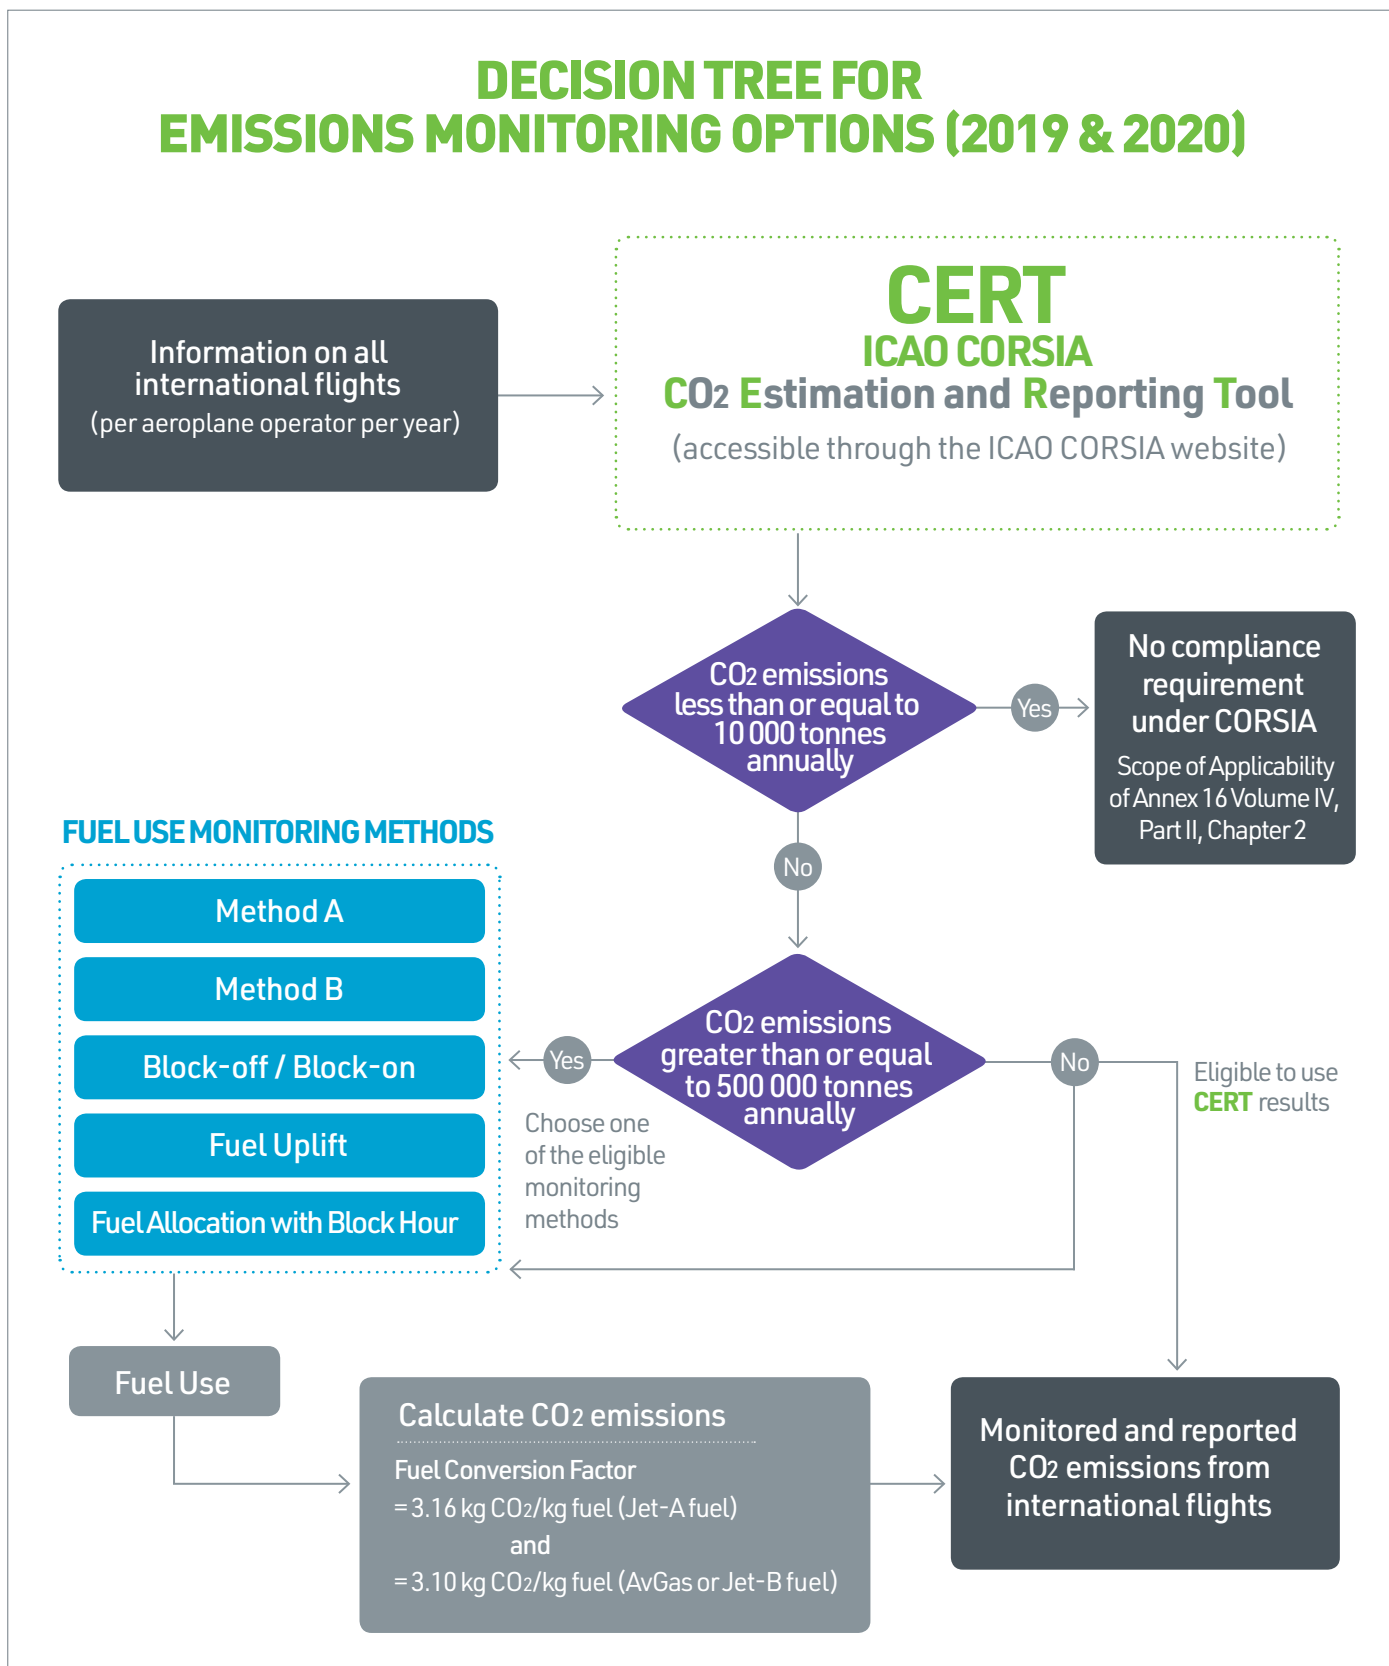 DECISION TREE FOR
EMISSIONS MONITORING OPTIONS (2019 & 2020)
Information on all
international flights
(per aeroplane operator per year)
CERT
ICAO CORSIA
CO2 Estimation and Reporting Tool
(accessible through the ICAO CORSIA website)
CO2 emissions
less than or equal to
10 000 tonnes
annually
Yes
No compliance
requirement
under CORSIA
Scope of Applicability
of Annex 16 Volume IV,
Part II, Chapter 2
No
FUEL USE MONITORING METHODS
Method A
Method B
Block-off / Block-on
Fuel Uplift
Fuel Allocation with Block Hour
Yes
Choose one
of the eligible
monitoring
methods
CO2 emissions
greater than or equal
to 500 000 tonnes
annually
No
Eligible to use
CERT results
Fuel Use
Calculate CO2 emissions
Fuel Conversion Factor
= 3.16 kg CO2/kg fuel (Jet-A fuel)
and
= 3.10 kg CO2/kg fuel (AvGas or Jet-B fuel)
Monitored and reported
CO2 emissions from
international flights